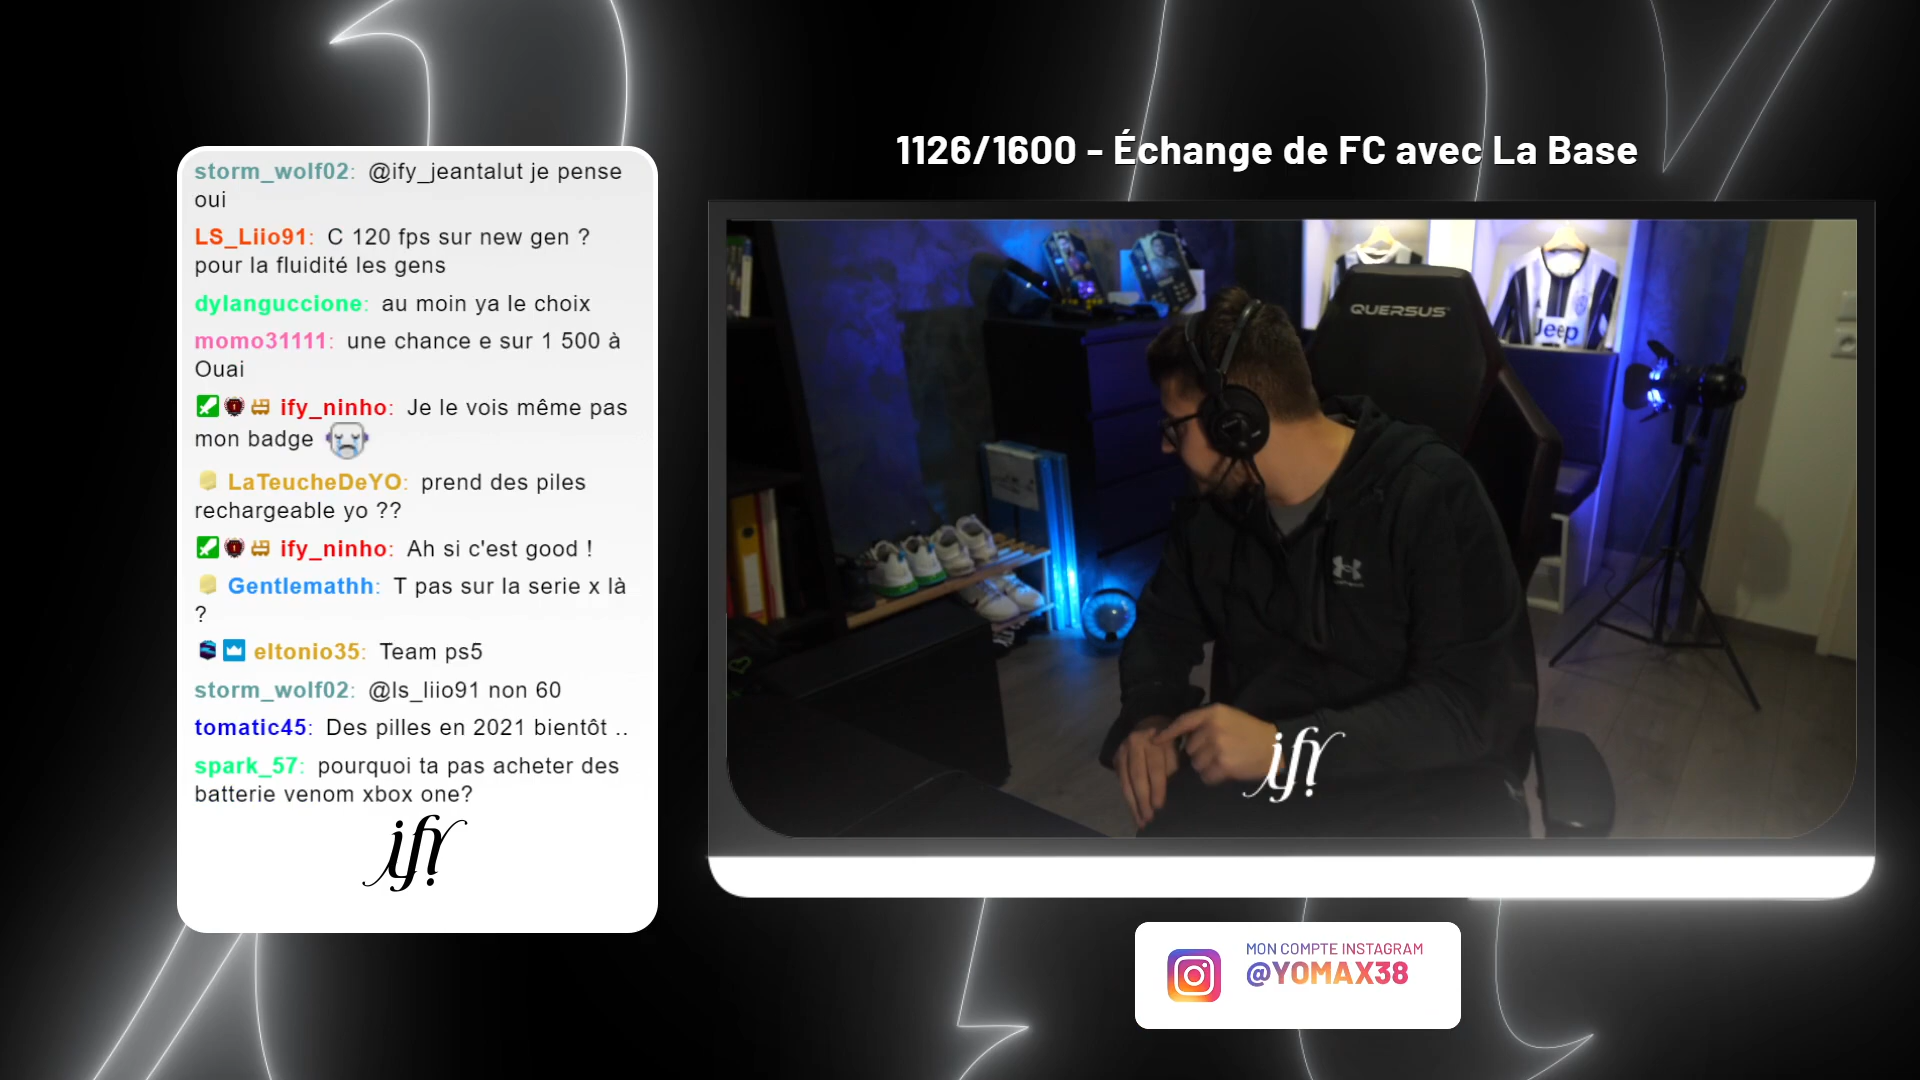 1126/1600 - Échange de FC avec La Base
storm_wolf02: @ify_jeantalut je pense
oui
LS_Liio91: C 120 fps sur new gen ?
pour la fluidité les gens
dylanguccione: au moin ya le choix
momo31111: une chance e sur 1 500 à
Ouai
ify_ninho: Je le vois même pas
mon badge
LaTeucheDeYO: prend des piles
rechargeable yo ??
ify_ninho: Ah si c'est good !
Gentlemathh: T pas sur la serie x là
?
eltonio35: Team ps5
storm_wolf02: @ls_liio91 non 60
tomatic45: Des pilles en 2021 bientôt ..
spark_57: pourquoi ta pas acheter des
batterie venom xbox one?
ify
QUERSUS
Jeep
ify
MON COMPTE INSTAGRAM
@YOMAX38